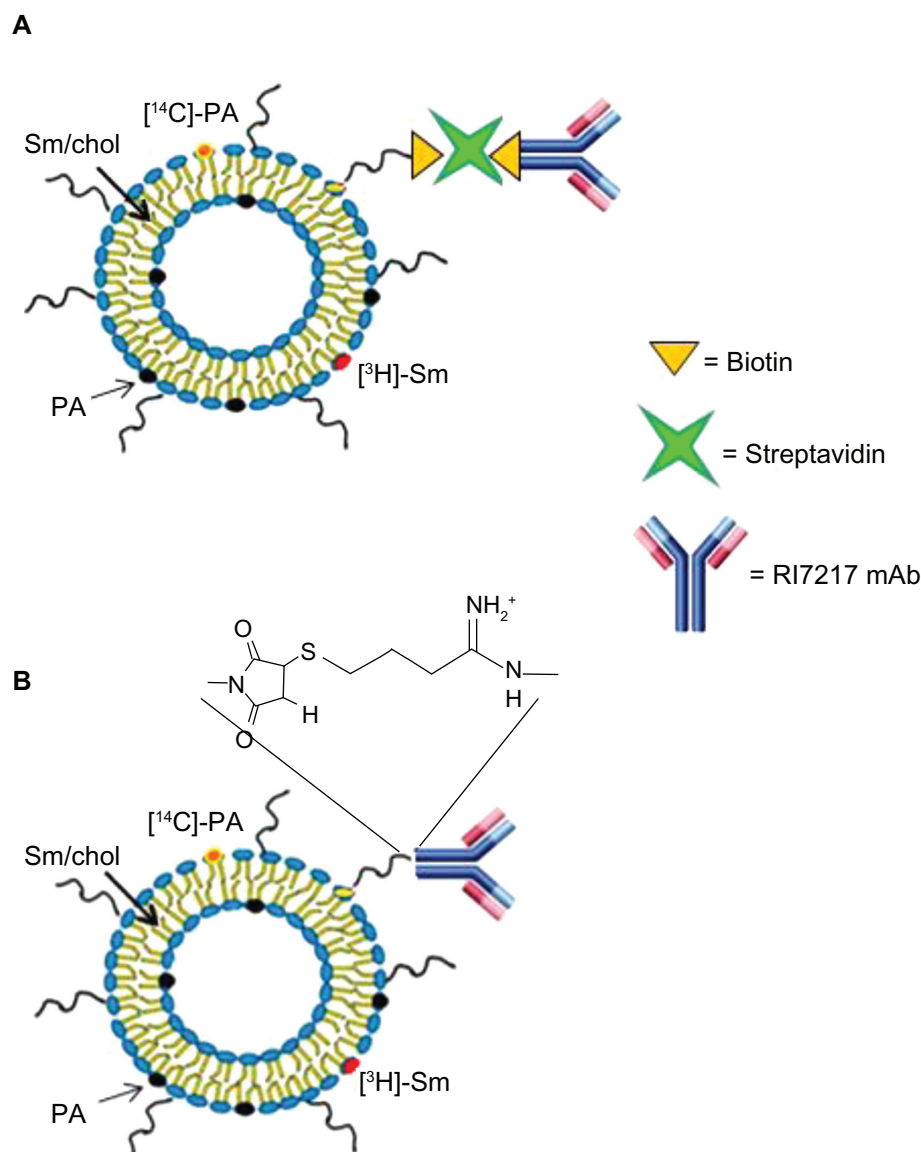 A
[¹⁴C]-PA
Sm/chol
[³H]-Sm
PA
= Biotin
= Streptavidin
= RI7217 mAb
B
NH₂⁺
O
S
N
N
H
H
O
[¹⁴C]-PA
Sm/chol
[³H]-Sm
PA